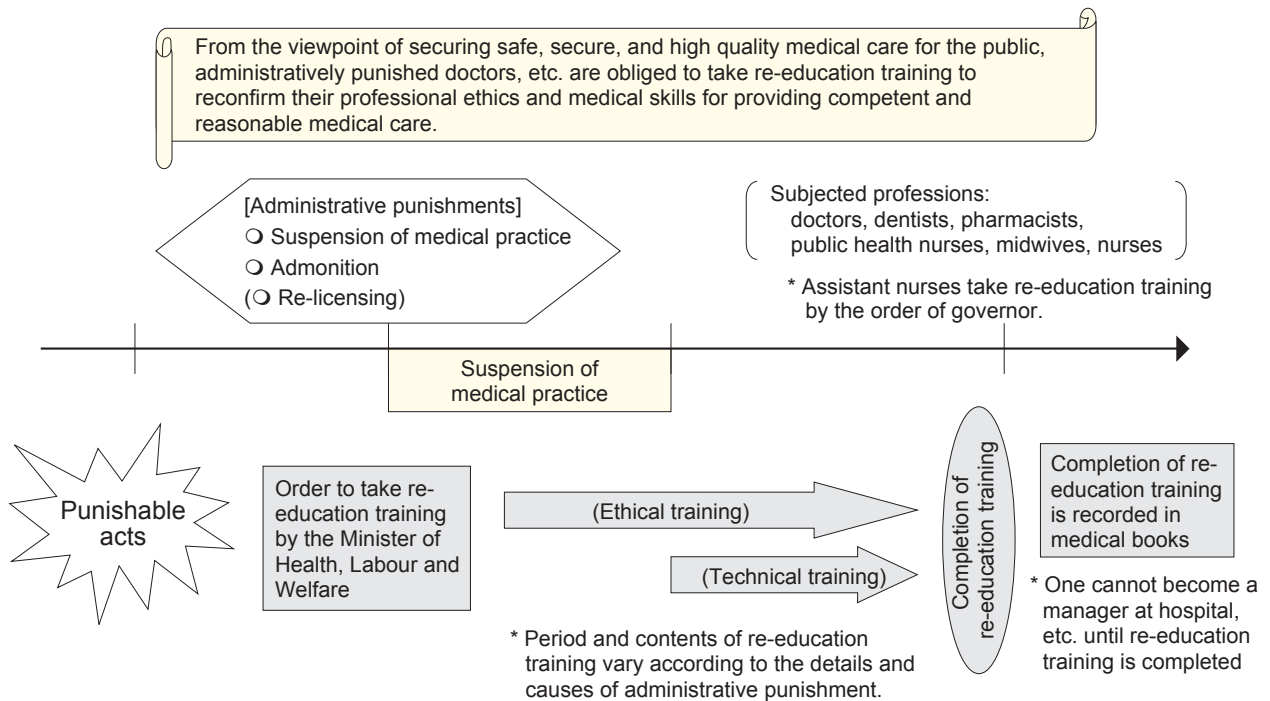 From the viewpoint of securing safe, secure, and high quality medical care for the public,
administratively punished doctors, etc. are obliged to take re-education training to
reconfirm their professional ethics and medical skills for providing competent and
reasonable medical care.
[Administrative punishments]
❍ Suspension of medical practice
❍ Admonition
(❍ Re-licensing)
Subjected professions:
doctors, dentists, pharmacists,
public health nurses, midwives, nurses
* Assistant nurses take re-education training
by the order of governor.
Suspension of
medical practice
Punishable
acts
Order to take re-
education training
by the Minister of
Health, Labour and
Welfare
(Ethical training)
(Technical training)
* Period and contents of re-education
training vary according to the details and
causes of administrative punishment.
Completion of
re-education training
Completion of re-
education training
is recorded in
medical books
* One cannot become a
manager at hospital,
etc. until re-education
training is completed